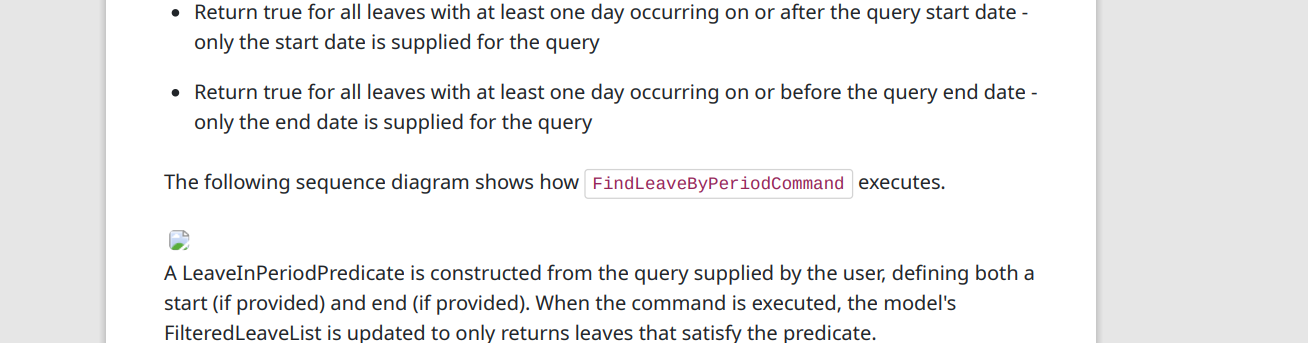 Return true for all leaves with at least one day occurring on or after the query start date -
only the start date is supplied for the query
Return true for all leaves with at least one day occurring on or before the query end date -
only the end date is supplied for the query
The following sequence diagram shows how FindLeaveByPeriodCommand executes.
A LeaveInPeriodPredicate is constructed from the query supplied by the user, defining both a
start (if provided) and end (if provided). When the command is executed, the model's
FilteredLeaveList is updated to only returns leaves that satisfy the predicate.